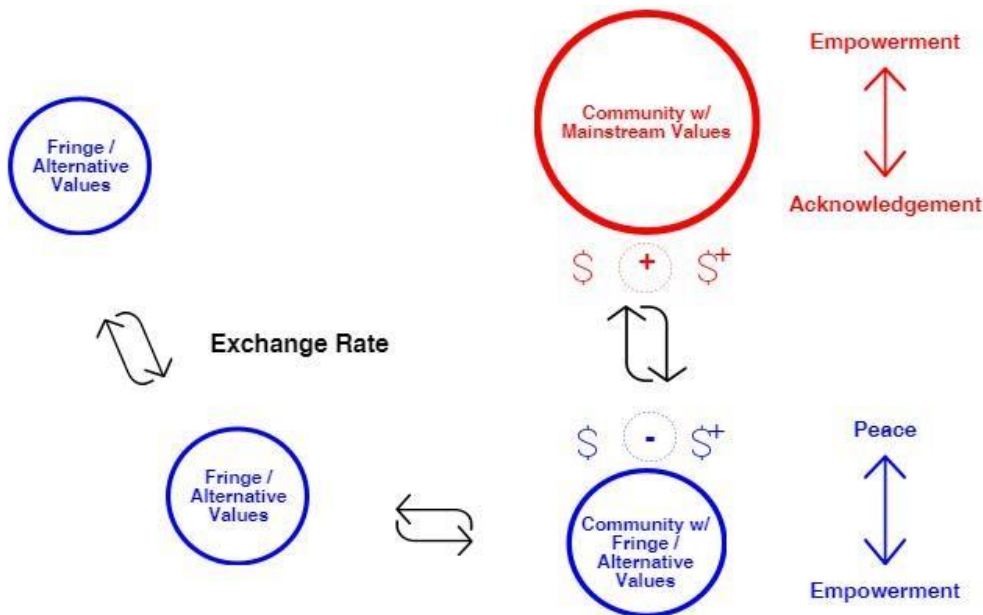 Empowerment
Community w/
Mainstream Values
Fringe /
Alternative
Values
Acknowledgement
$ + $+
Exchange Rate
$ - $+
Peace
Fringe /
Alternative
Values
Community w/
Fringe /
Alternative
Values
Empowerment